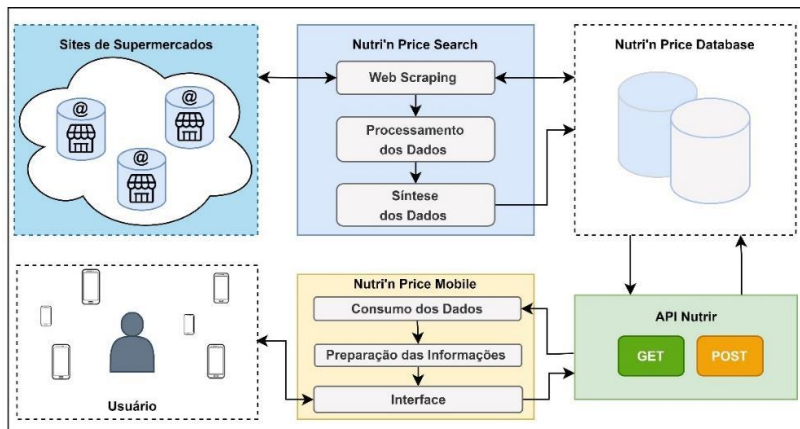 Sites de Supermercados
@
@
@
Nutri'n Price Search
Web Scraping
Processamento
dos Dados
Síntese
dos Dados
Nutri'n Price Database
Usuário
Nutri'n Price Mobile
Consumo dos Dados
Preparação das Informações
Interface
API Nutrir
GET
POST